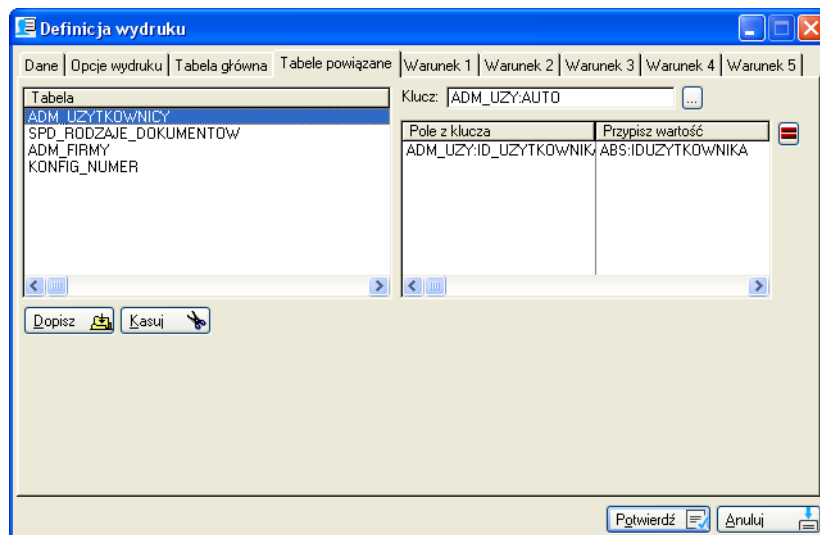 Definicja wydruku
Dane Opcje wydruku Tabela główna Tabele powiązane Warunek 1 Warunek 2 Warunek 3 Warunek 4 Warunek 5
Tabela
ADM_UZYTKOWNICY
SPD_RODZAJE_DOKUMENTOW
ADM_FIRMY
KONFIG_NUMER
Klucz: ADM_UZY:AUTO ...
Pole z klucza Przypisz wartość
ADM_UZY:ID_UZYTKOWNIKA ABS:IDUZYTKOWNIKA
Dopisz Kasuj
Potwierdź Anuluj